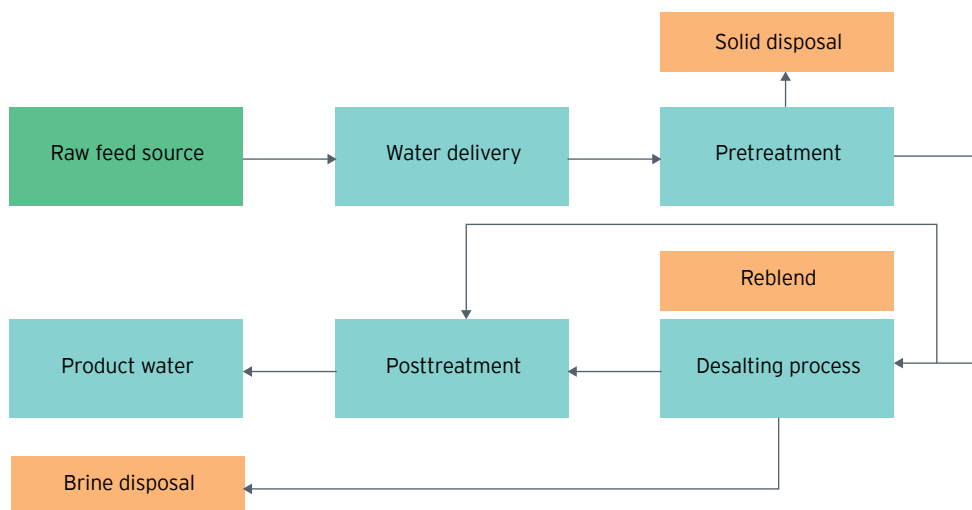 Solid disposal
Raw feed source
Water delivery
Pretreatment
Reblend
Product water
Posttreatment
Desalting process
Brine disposal